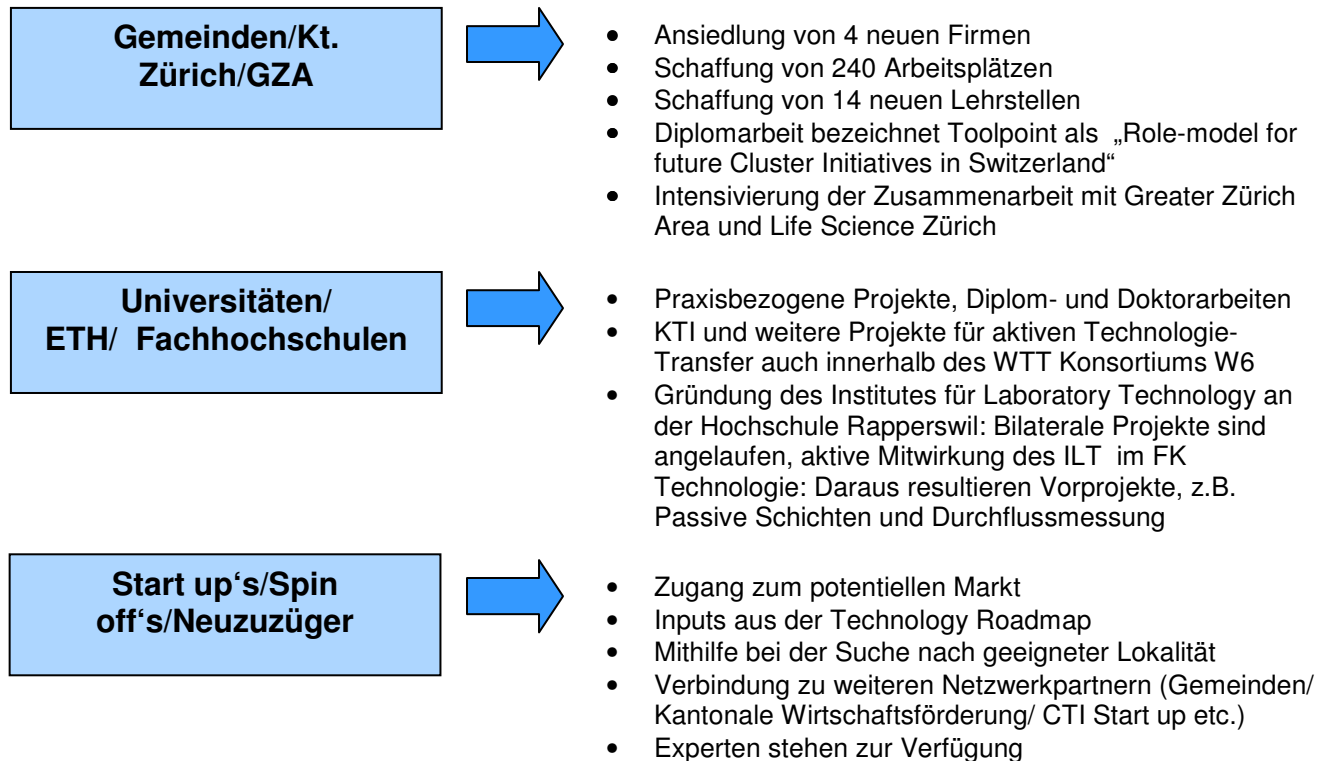 Gemeinden/Kt.
Zürich/GZA
• Ansiedlung von 4 neuen Firmen
• Schaffung von 240 Arbeitsplätzen
• Schaffung von 14 neuen Lehrstellen
• Diplomarbeit bezeichnet Toolpoint als „Role-model for
future Cluster Initiatives in Switzerland“
• Intensivierung der Zusammenarbeit mit Greater Zürich
Area und Life Science Zürich
Universitäten/
ETH/ Fachhochschulen
• Praxisbezogene Projekte, Diplom- und Doktorarbeiten
• KTI und weitere Projekte für aktiven Technologie-
Transfer auch innerhalb des WTT Konsortiums W6
• Gründung des Institutes für Laboratory Technology an
der Hochschule Rapperswil: Bilaterale Projekte sind
angelaufen, aktive Mitwirkung des ILT im FK
Technologie: Daraus resultieren Vorprojekte, z.B.
Passive Schichten und Durchflussmessung
Start up‘s/Spin
off‘s/Neuzuzüger
• Zugang zum potentiellen Markt
• Inputs aus der Technology Roadmap
• Mithilfe bei der Suche nach geeigneter Lokalität
• Verbindung zu weiteren Netzwerkpartnern (Gemeinden/
Kantonale Wirtschaftsförderung/ CTI Start up etc.)
• Experten stehen zur Verfügung